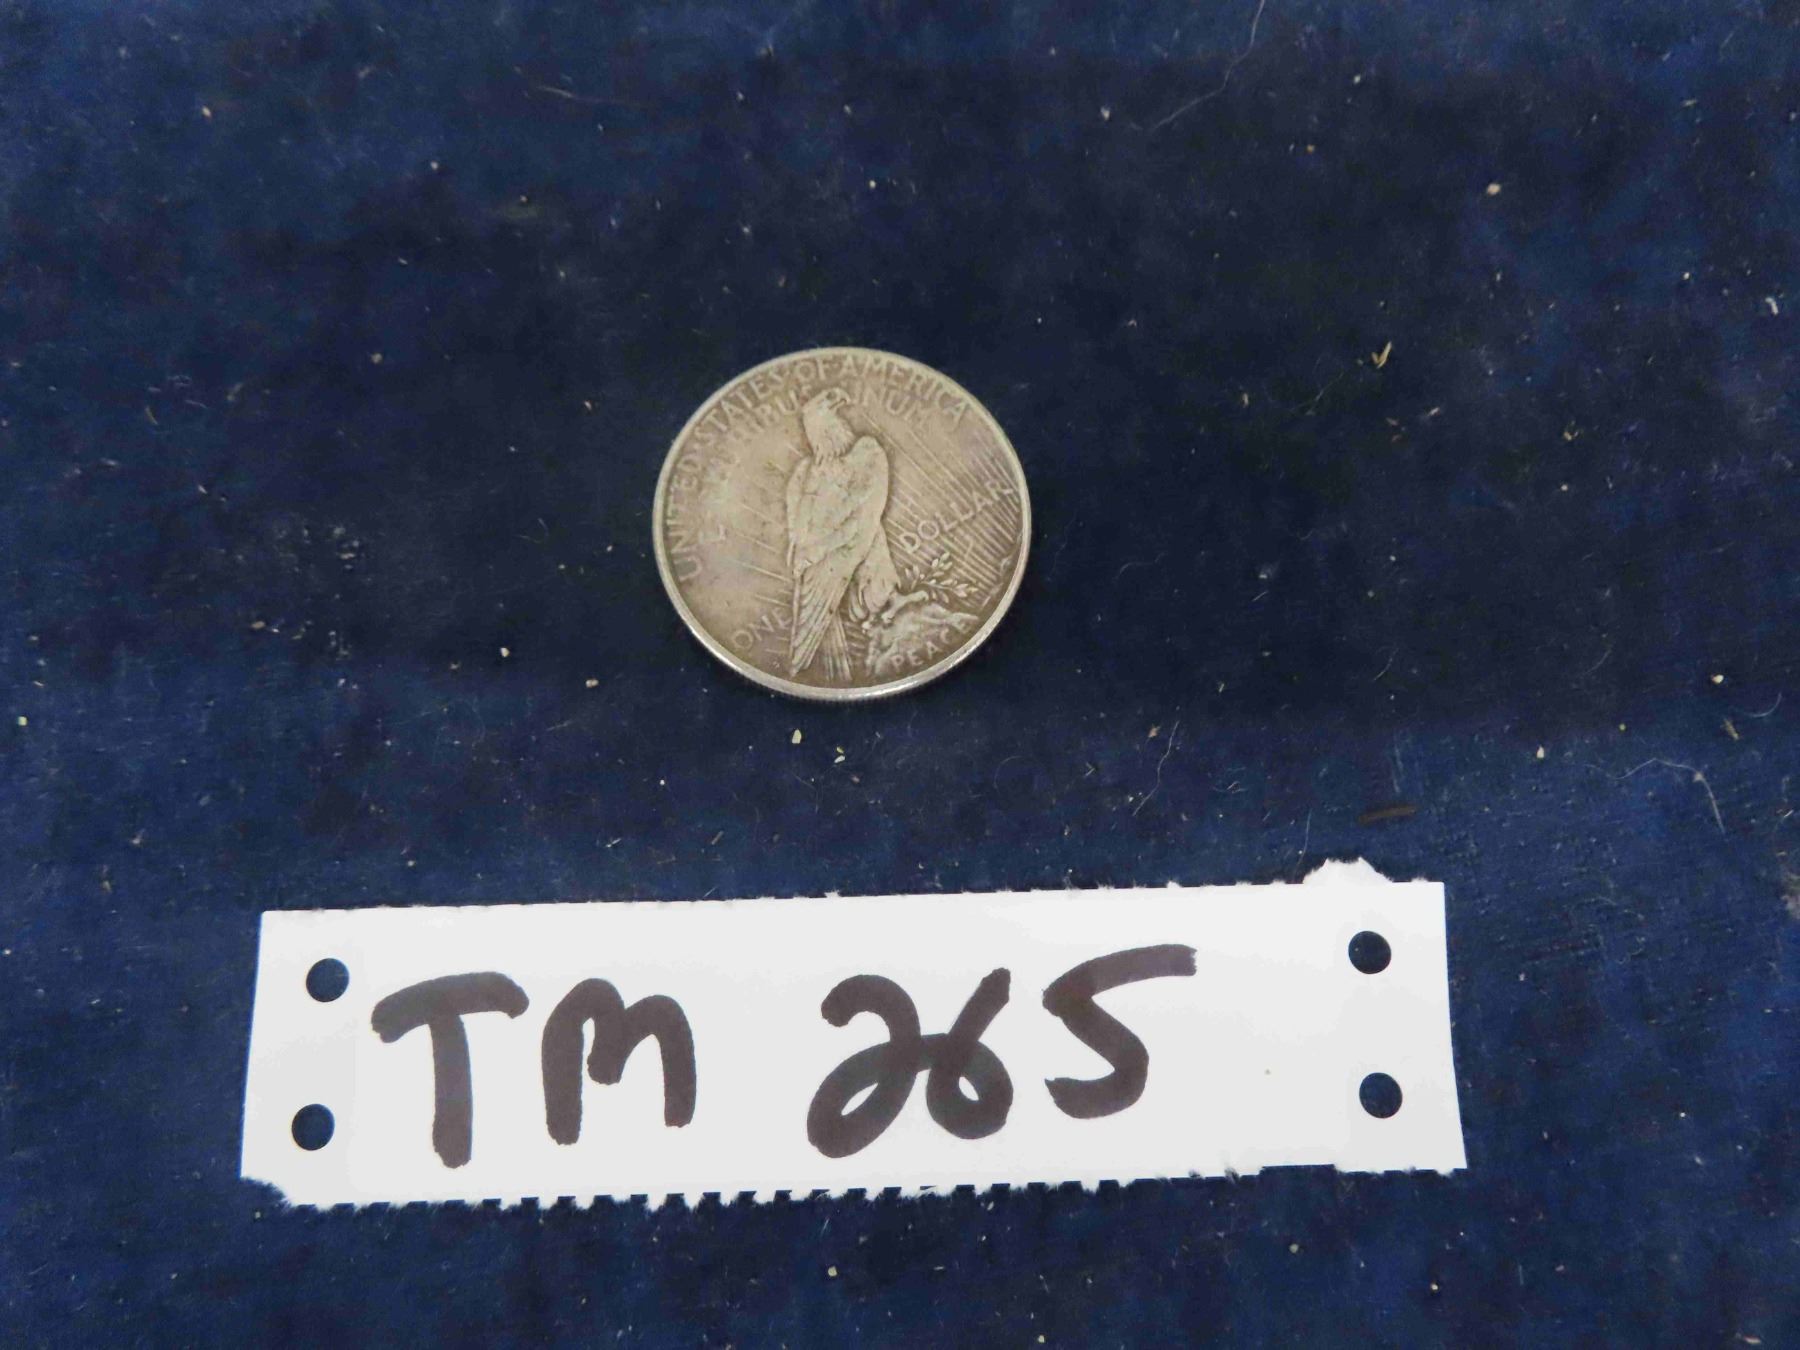 UNITED·STATES·OF·AMERICA
E PLURIBUS UNUM
ONE DOLLAR
PEACE
TM 265